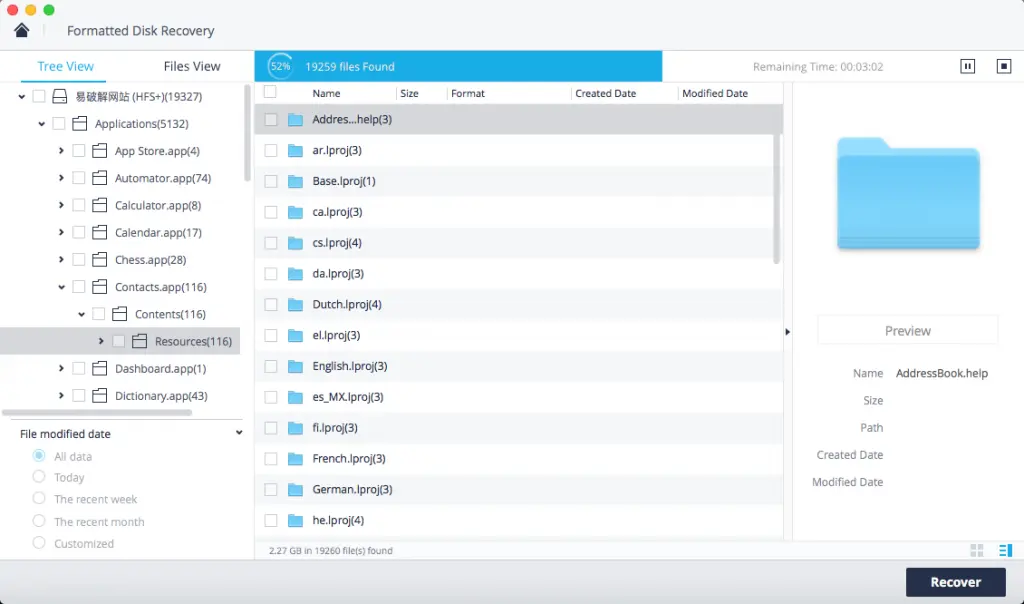 Formatted Disk Recovery
Tree View
Files View
52%
19259 files Found
Remaining Time: 00:03:02
易破解网站 (HFS+)(19327)
Applications(5132)
App Store.app(4)
Automator.app(74)
Calculator.app(8)
Calendar.app(17)
Chess.app(28)
Contacts.app(116)
Contents(116)
Resources(116)
Dashboard.app(1)
Dictionary.app(43)
File modified date
All data
Today
The recent week
The recent month
Customized
Name Size Format Created Date Modified Date
Addres...help(3)
ar.lproj(3)
Base.lproj(1)
ca.lproj(3)
cs.lproj(4)
da.lproj(3)
Dutch.lproj(4)
el.lproj(3)
English.lproj(3)
es_MX.lproj(3)
fi.lproj(3)
French.lproj(3)
German.lproj(3)
he.lproj(4)
2.27 GB in 19260 file(s) found
Preview
Name AddressBook.help
Size
Path
Created Date
Modified Date
Recover